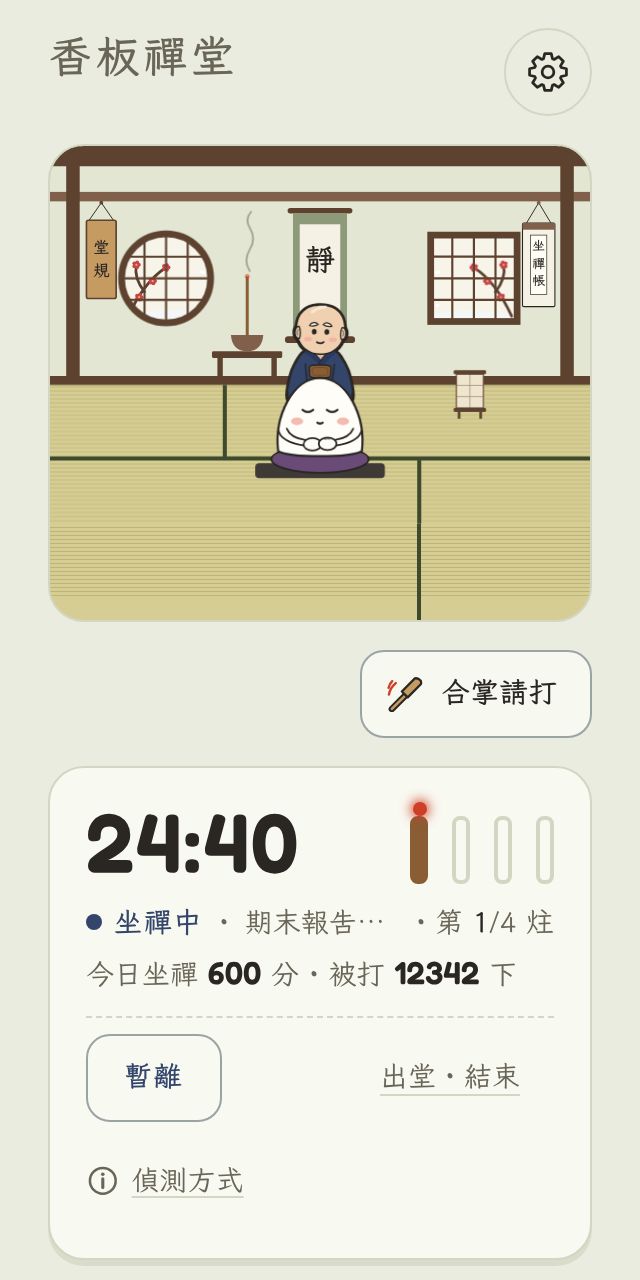 香板禪堂
堂規
靜
坐禪帳
合掌請打
24:40
坐禪中 · 期末報告… · 第 1/4 炷
今日坐禪 600 分 · 被打 12342 下
暫離
出堂 · 結束
偵測方式